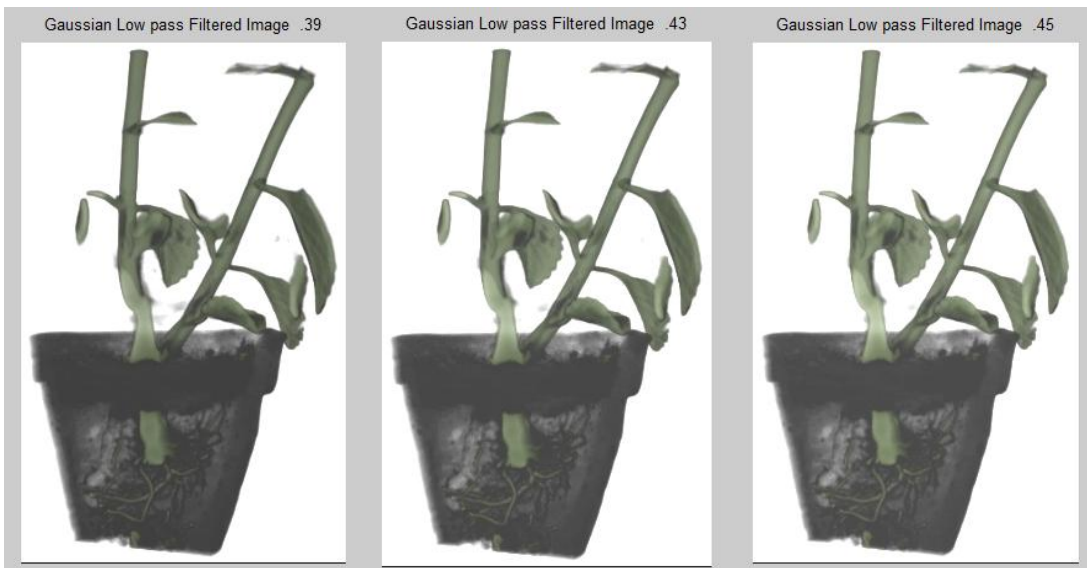 Gaussian Low pass Filtered Image .39
Gaussian Low pass Filtered Image .43
Gaussian Low pass Filtered Image .45